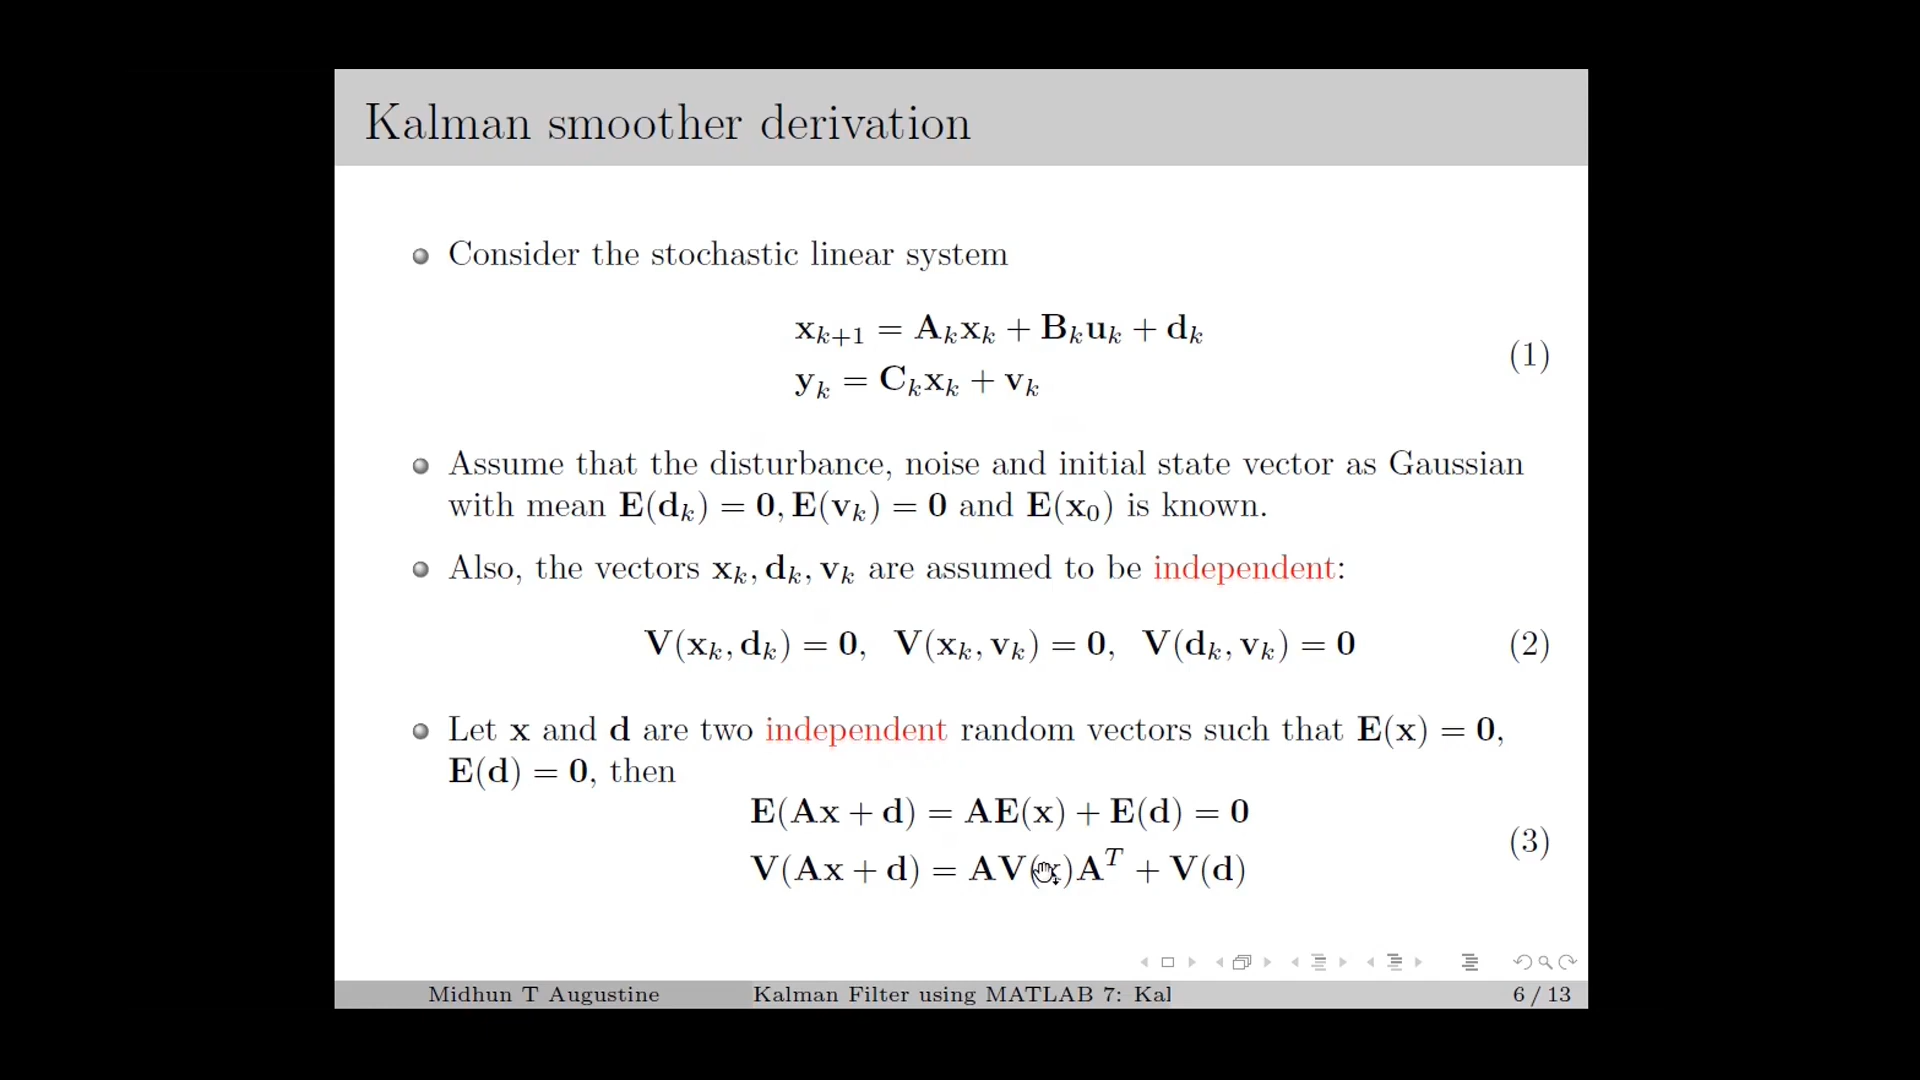 Kalman smoother derivation
Consider the stochastic linear system
x_{k+1} = A_k x_k + B_k u_k + d_k
y_k = C_k x_k + v_k
(1)
Assume that the disturbance, noise and initial state vector as Gaussian
with mean E(d_k) = 0, E(v_k) = 0 and E(x_0) is known.
Also, the vectors x_k, d_k, v_k are assumed to be independent:
V(x_k, d_k) = 0, V(x_k, v_k) = 0, V(d_k, v_k) = 0 (2)
Let x and d are two independent random vectors such that E(x) = 0,
E(d) = 0, then
E(Ax + d) = AE(x) + E(d) = 0
V(Ax + d) = AV(x)A^T + V(d)
(3)
Midhun T Augustine Kalman Filter using MATLAB 7: Kal 6 / 13